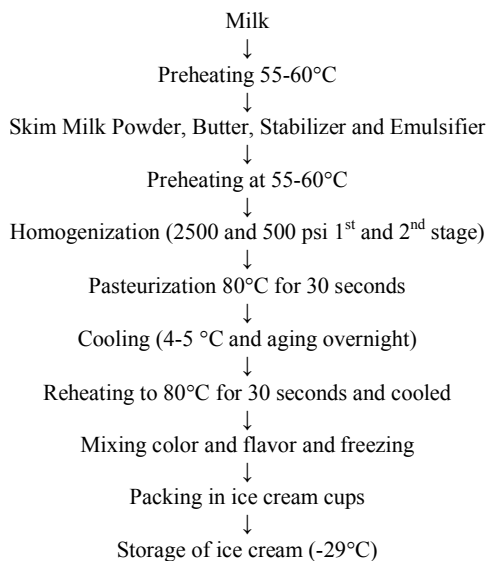 Milk
↓
Preheating 55-60°C
↓
Skim Milk Powder, Butter, Stabilizer and Emulsifier
↓
Preheating at 55-60°C
↓
Homogenization (2500 and 500 psi 1st and 2nd stage)
↓
Pasteurization 80°C for 30 seconds
↓
Cooling (4-5 °C and aging overnight)
↓
Reheating to 80°C for 30 seconds and cooled
↓
Mixing color and flavor and freezing
↓
Packing in ice cream cups
↓
Storage of ice cream (-29°C)